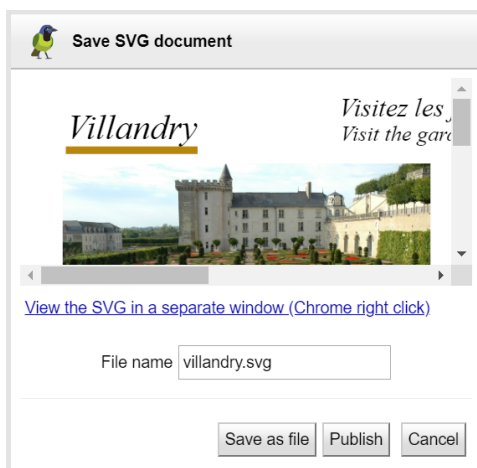 Save SVG document
Villandry
Visitez les
Visit the
View the SVG in a separate window (Chrome right click)
File name villandry.svg
Save as file Publish Cancel